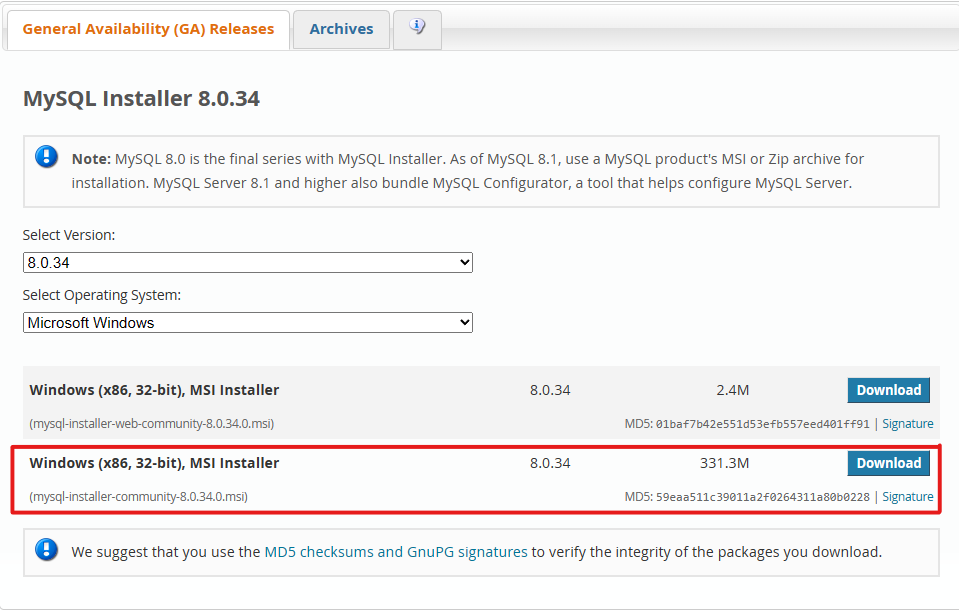 General Availability (GA) Releases
Archives
MySQL Installer 8.0.34
Note: MySQL 8.0 is the final series with MySQL Installer. As of MySQL 8.1, use a MySQL product's MSI or Zip archive for
installation. MySQL Server 8.1 and higher also bundle MySQL Configurator, a tool that helps configure MySQL Server.
Select Version:
8.0.34
Select Operating System:
Microsoft Windows
Windows (x86, 32-bit), MSI Installer 8.0.34 2.4M Download
(mysql-installer-web-community-8.0.34.0.msi) MD5: 01baf7b42e551d53efb557eed401ff91 | Signature
Windows (x86, 32-bit), MSI Installer 8.0.34 331.3M Download
(mysql-installer-community-8.0.34.0.msi) MD5: 59eaa511c39011a2f0264311a80b0228 | Signature
We suggest that you use the MD5 checksums and GnuPG signatures to verify the integrity of the packages you download.